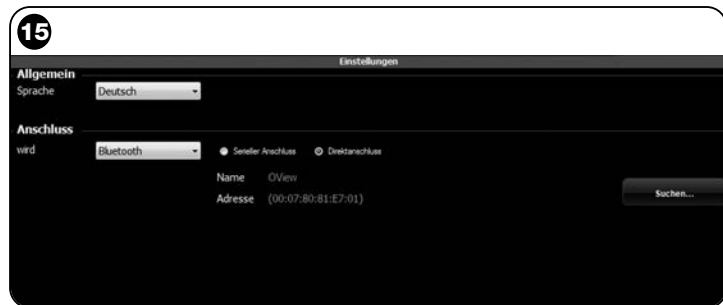 15
Einstellungen
Allgemein
Sprache Deutsch
Anschluss
wird Bluetooth Serieller Anschluss Direktanschluss
Name OView
Adresse (00:07:80:81:E7:01) Suchen...